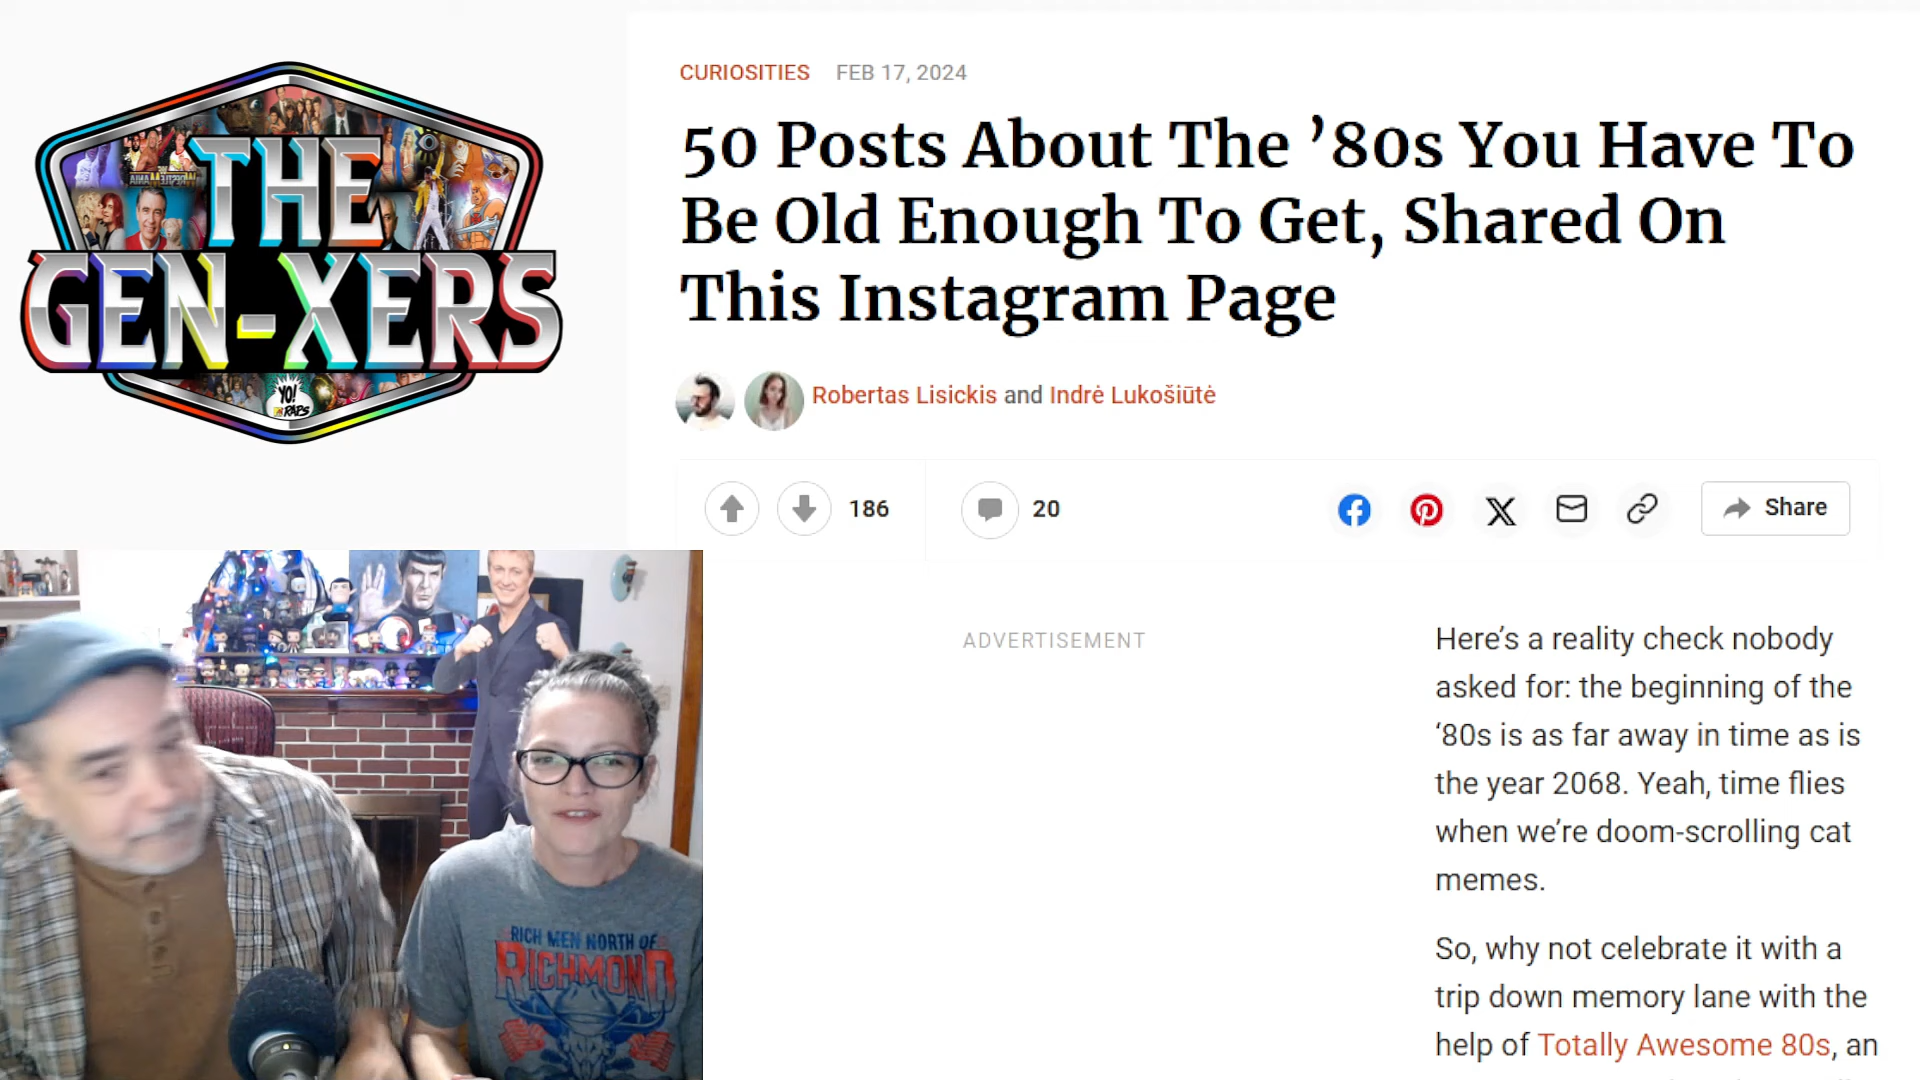 THE
GEN-XERS
YO!
RAPS
CURIOSITIES FEB 17, 2024
50 Posts About The ’80s You Have To
Be Old Enough To Get, Shared On
This Instagram Page
Robertas Lisickis and Indrė Lukošiūtė
186
20
Share
ADVERTISEMENT
Here’s a reality check nobody
asked for: the beginning of the
‘80s is as far away in time as is
the year 2068. Yeah, time flies
when we’re doom-scrolling cat
memes.
So, why not celebrate it with a
trip down memory lane with the
help of Totally Awesome 80s, an
RICH MEN NORTH OF
RICHMOND